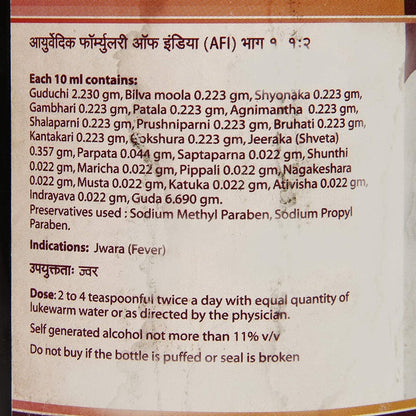 आयुर्वेदिक फॉर्म्युलरी ऑफ इंडिया (AFI) भाग १ १:२
Each 10 ml contains:
Guduchi 2.230 gm, Bilva moola 0.223 gm, Shyonaka 0.223 gm,
Gambhari 0.223 gm, Patala 0.223 gm, Agnimantha 0.223 gm,
Shalaparni 0.223 gm, Prushniparni 0.223 gm, Bruhati 0.223 gm,
Kantakari 0.223 gm, Gokshura 0.223 gm, Jeeraka (Shveta)
0.357 gm, Parpata 0.044 gm, Saptaparna 0.022 gm, Shunthi
0.022 gm, Maricha 0.022 gm, Pippali 0.022 gm, Nagakeshara
0.022 gm, Musta 0.022 gm, Katuka 0.022 gm, Ativisha 0.022 gm,
Indrayava 0.022 gm, Guda 6.690 gm.
Preservatives used : Sodium Methyl Paraben, Sodium Propyl
Paraben.
Indications: Jwara (Fever)
उपयुक्तता: ज्वर
Dose: 2 to 4 teaspoonful twice a day with equal quantity of
lukewarm water or as directed by the physician.
Self generated alcohol not more than 11% v/v
Do not buy if the bottle is puffed or seal is broken